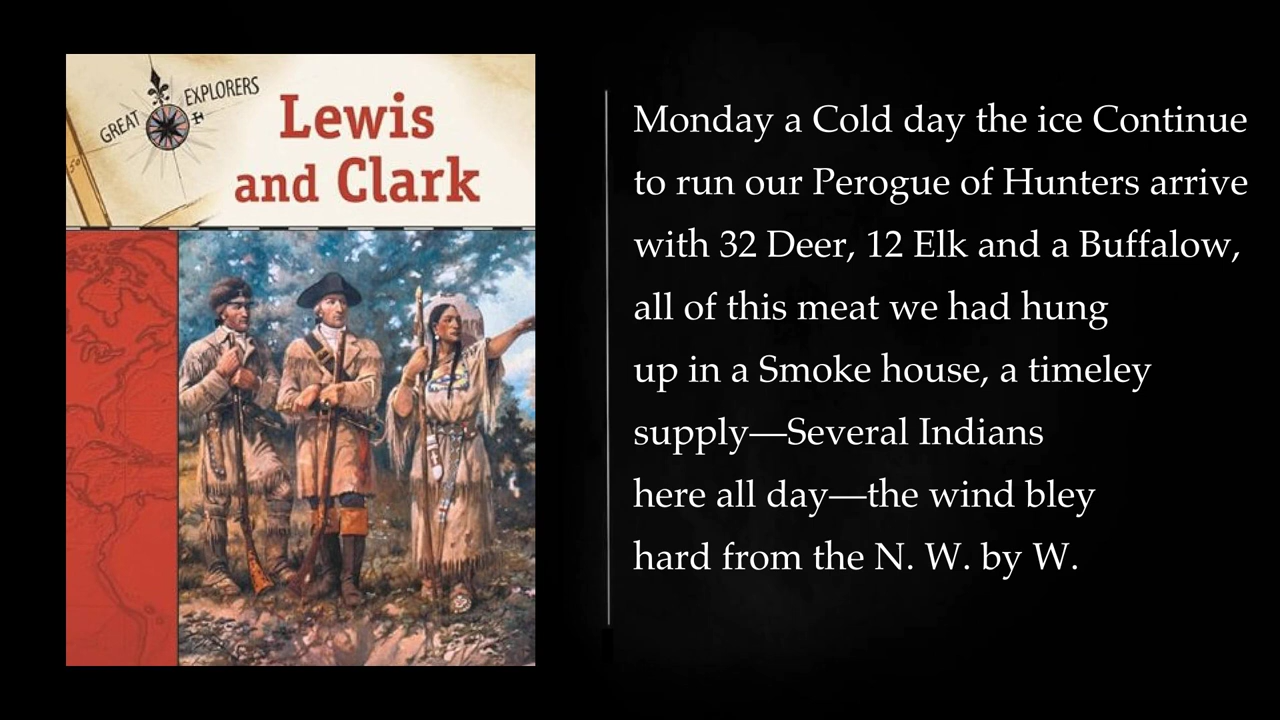 GREAT EXPLORERS
Lewis
and Clark
50
Monday a Cold day the ice Continue
to run our Perogue of Hunters arrive
with 32 Deer, 12 Elk and a Buffalow,
all of this meat we had hung
up in a Smoke house, a timeley
supply—Several Indians
here all day—the wind bley
hard from the N. W. by W.